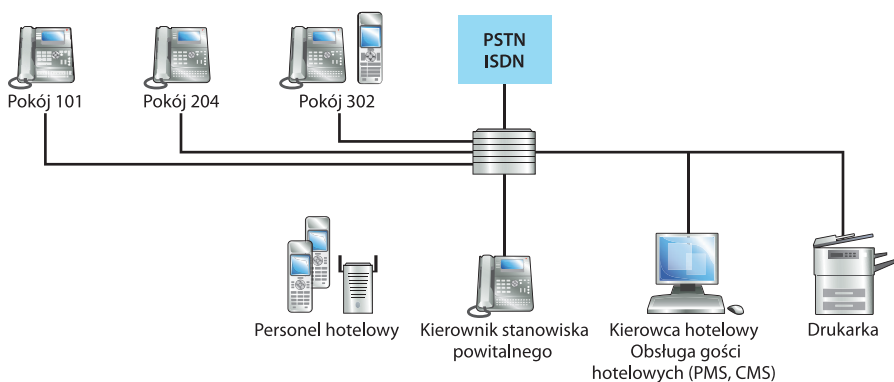 PSTN
ISDN
Pokój 101
Pokój 204
Pokój 302
Personel hotelowy
Kierownik stanowiska
powitalnego
Kierowca hotelowy
Obsługa gości
hotelowych (PMS, CMS)
Drukarka